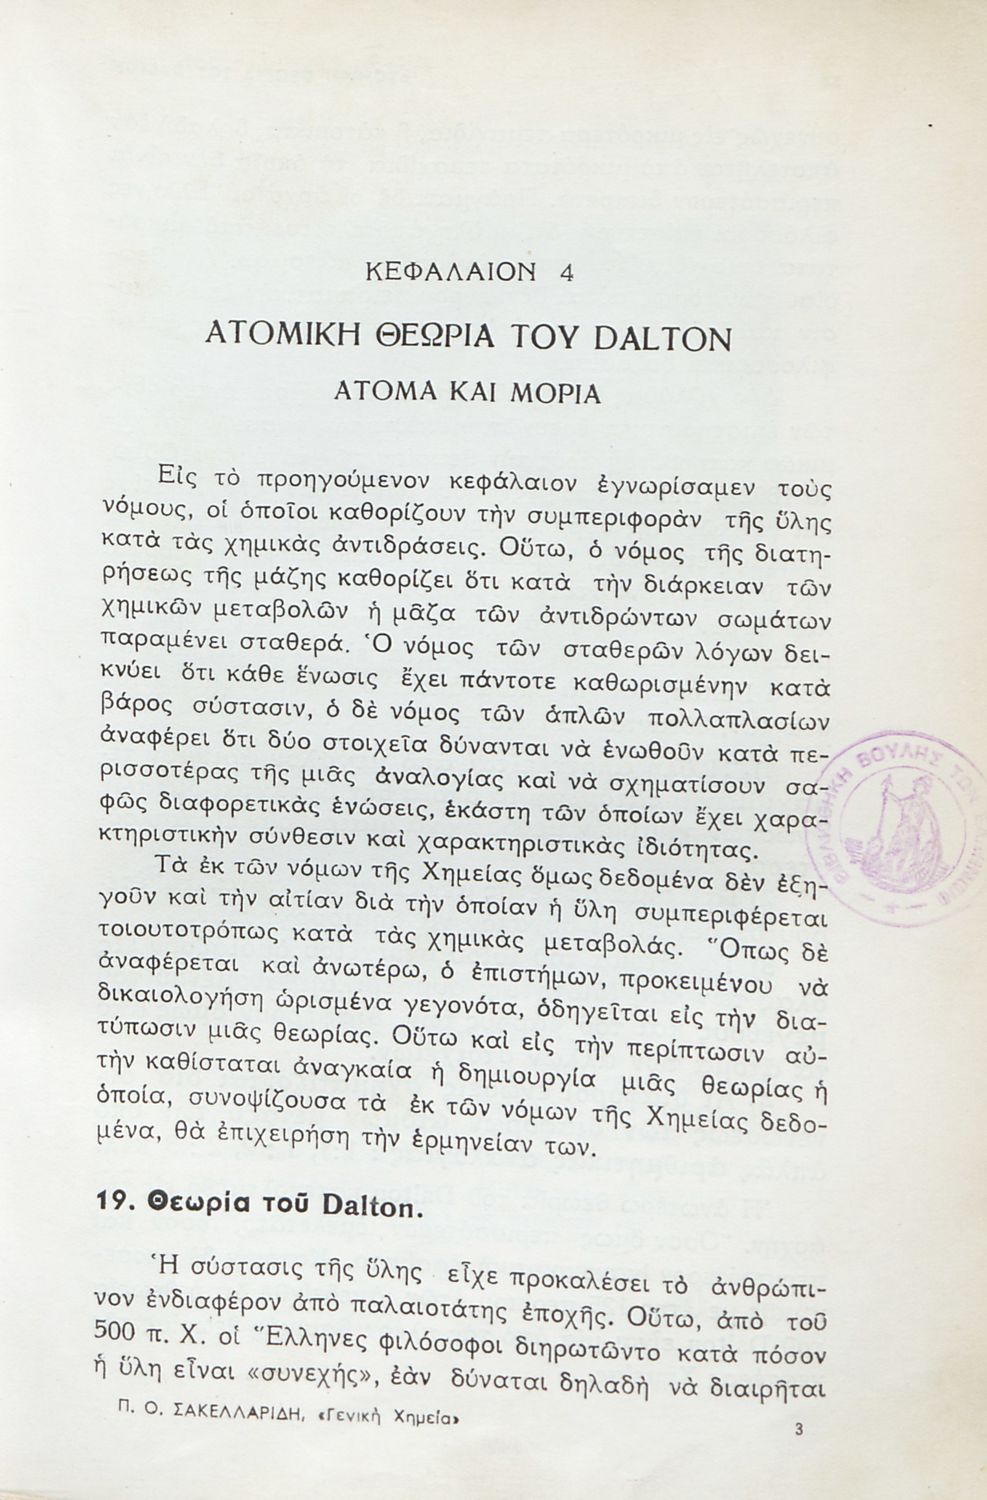 ΚΕΦΑΛΑΙΟΝ 4
ΑΤΟΜΙΚΗ ΘΕΩΡΙΑ ΤΟΥ DALTON
ΑΤΟΜΑ ΚΑΙ ΜΟΡΙΑ
Εἰς τὸ προηγούμενον κεφάλαιον ἐγνωρίσαμεν τοὺς
νόμους, οἱ ὁποῖοι καθορίζουν τὴν συμπεριφορὰν τῆς ὕλης
κατὰ τὰς χημικὰς ἀντιδράσεις. Οὕτω, ὁ νόμος τῆς διατη-
ρήσεως τῆς μάζης καθορίζει ὅτι κατὰ τὴν διάρκειαν τῶν
χημικῶν μεταβολῶν ἡ μᾶζα τῶν ἀντιδρώντων σωμάτων
παραμένει σταθερά. Ὁ νόμος τῶν σταθερῶν λόγων δει-
κνύει ὅτι κάθε ἕνωσις ἔχει πάντοτε καθωρισμένην κατὰ
βάρος σύστασιν, ὁ δὲ νόμος τῶν ἁπλῶν πολλαπλασίων
ἀναφέρει ὅτι δύο στοιχεῖα δύνανται νὰ ἑνωθοῦν κατὰ πε-
ρισσοτέρας τῆς μιᾶς ἀναλογίας καὶ νὰ σχηματίσουν σα-
φῶς διαφορετικὰς ἑνώσεις, ἑκάστη τῶν ὁποίων ἔχει χαρα-
κτηριστικὴν σύνθεσιν καὶ χαρακτηριστικὰς ἰδιότητας.
Τὰ ἐκ τῶν νόμων τῆς Χημείας ὅμως δεδομένα δὲν ἐξη-
γοῦν καὶ τὴν αἰτίαν διὰ τὴν ὁποίαν ἡ ὕλη συμπεριφέρεται
τοιουτοτρόπως κατὰ τὰς χημικὰς μεταβολάς. Ὅπως δὲ
ἀναφέρεται καὶ ἀνωτέρω, ὁ ἐπιστήμων, προκειμένου νὰ
δικαιολογήση ὡρισμένα γεγονότα, ὁδηγεῖται εἰς τὴν δια-
τύπωσιν μιᾶς θεωρίας. Οὕτω καὶ εἰς τὴν περίπτωσιν αὐ-
τὴν καθίσταται ἀναγκαία ἡ δημιουργία μιᾶς θεωρίας ἡ
ὁποία, συνοψίζουσα τὰ ἐκ τῶν νόμων τῆς Χημείας δεδο-
μένα, θὰ ἐπιχειρήση τὴν ἑρμηνείαν των.
19. Θεωρία τοῦ Dalton.
Ἡ σύστασις τῆς ὕλης εἶχε προκαλέσει τὸ ἀνθρώπι-
νον ἐνδιαφέρον ἀπὸ παλαιοτάτης ἐποχῆς. Οὕτω, ἀπὸ τοῦ
500 π. Χ. οἱ Ἕλληνες φιλόσοφοι διηρωτῶντο κατὰ πόσον
ἡ ὕλη εἶναι «συνεχής», ἐὰν δύναται δηλαδὴ νὰ διαιρῆται
Π. Ο. ΣΑΚΕΛΛΑΡΙΔΗ, «Γενικὴ Χημεία»
3
ΒΙΒΛΙΟΘΗΚΗ ΒΟΥΛΗΣ ΤΩΝ